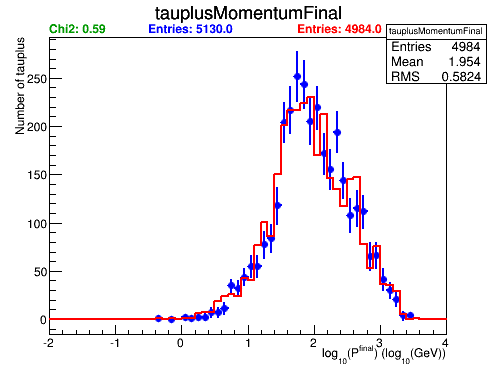 tauplusMomentumFinal
Chi2: 0.59 Entries: 5130.0 Entries: 4984.0
tauplusMomentumFinal
Entries 4984
Mean 1.954
RMS 0.5824
Number of tauplus
250
200
150
100
50
0
-2 -1 0 1 2 3 4
log10(P^final) (log10(GeV))